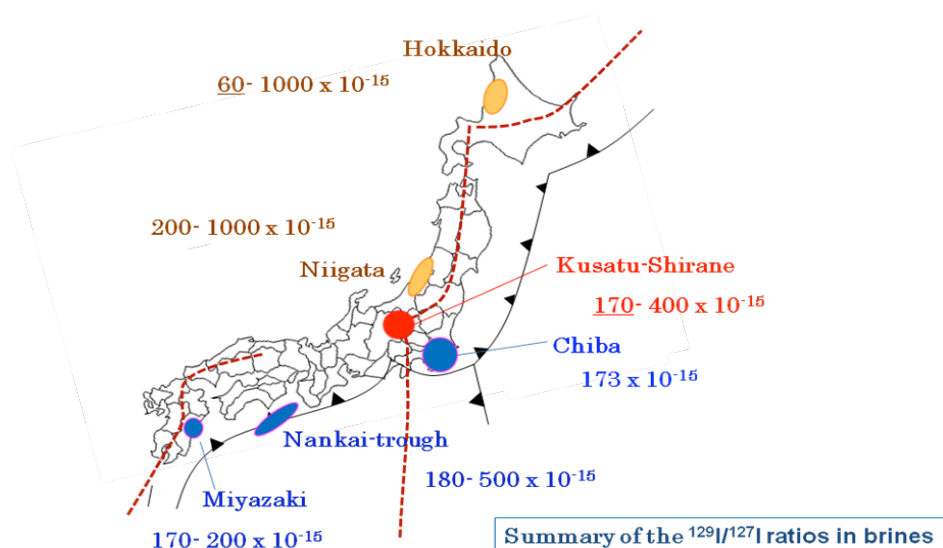 Hokkaido
60- 1000 x 10⁻¹⁵
200- 1000 x 10⁻¹⁵
Niigata
Kusatu-Shirane
170- 400 x 10⁻¹⁵
Chiba
173 x 10⁻¹⁵
Nankai-trough
180- 500 x 10⁻¹⁵
Miyazaki
170- 200 x 10⁻¹⁵
Summary of the ¹²⁹I/¹²⁷I ratios in brines